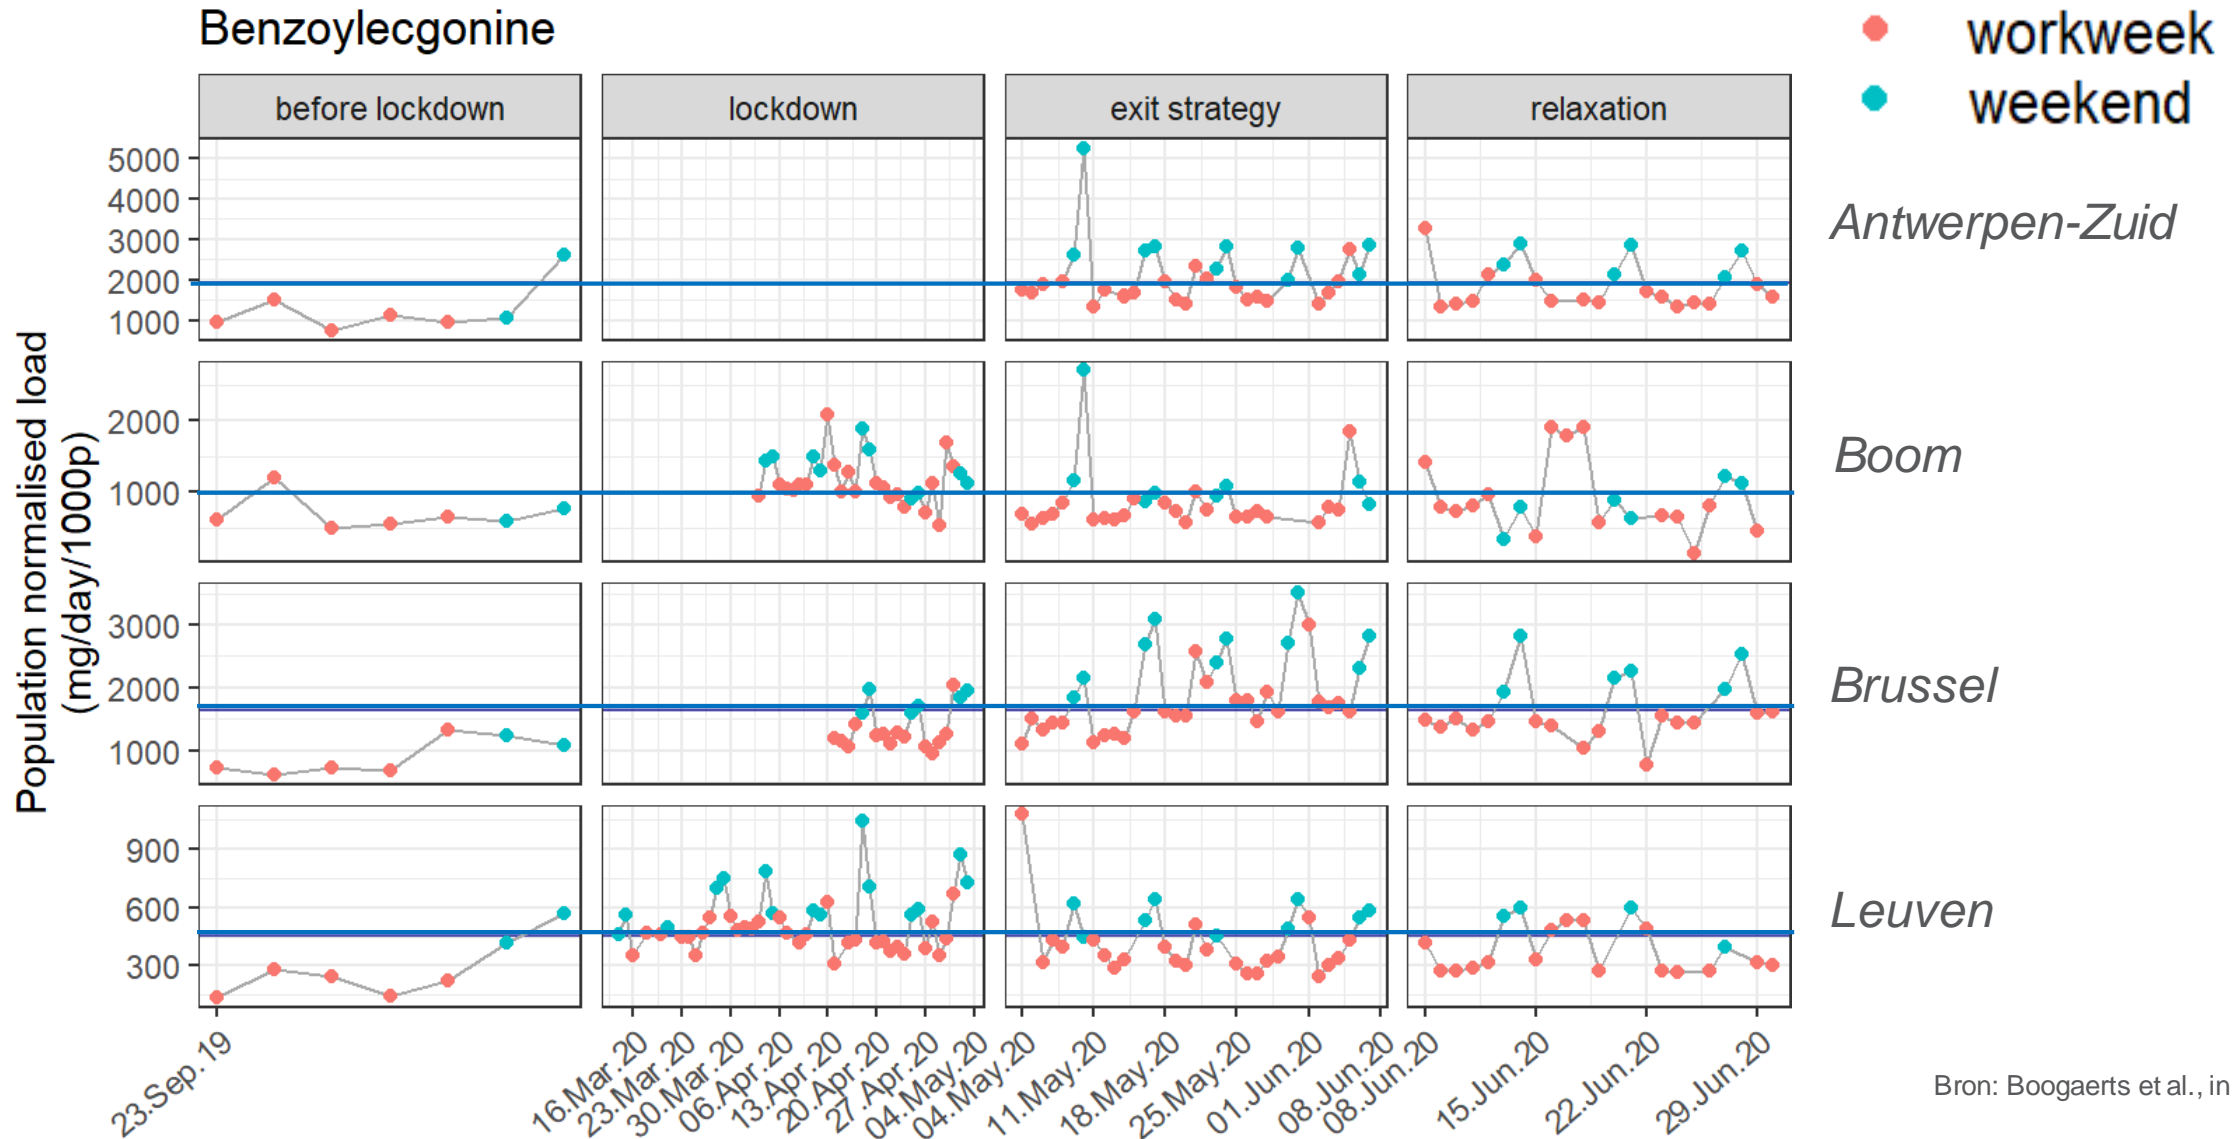 Benzoylecgonine
workweek
weekend
before lockdown
lockdown
exit strategy
relaxation
Population normalised load
(mg/day/1000p)
5000
4000
3000
2000
1000
Antwerpen-Zuid
2000
1000
Boom
3000
2000
1000
Brussel
900
600
300
Leuven
23.Sep.19
16.Mar.20
23.Mar.20
30.Mar.20
06.Apr.20
13.Apr.20
20.Apr.20
27.Apr.20
04.May.20
04.May.20
11.May.20
18.May.20
25.May.20
01.Jun.20
08.Jun.20
08.Jun.20
15.Jun.20
22.Jun.20
29.Jun.20
Bron: Boogaerts et al., in